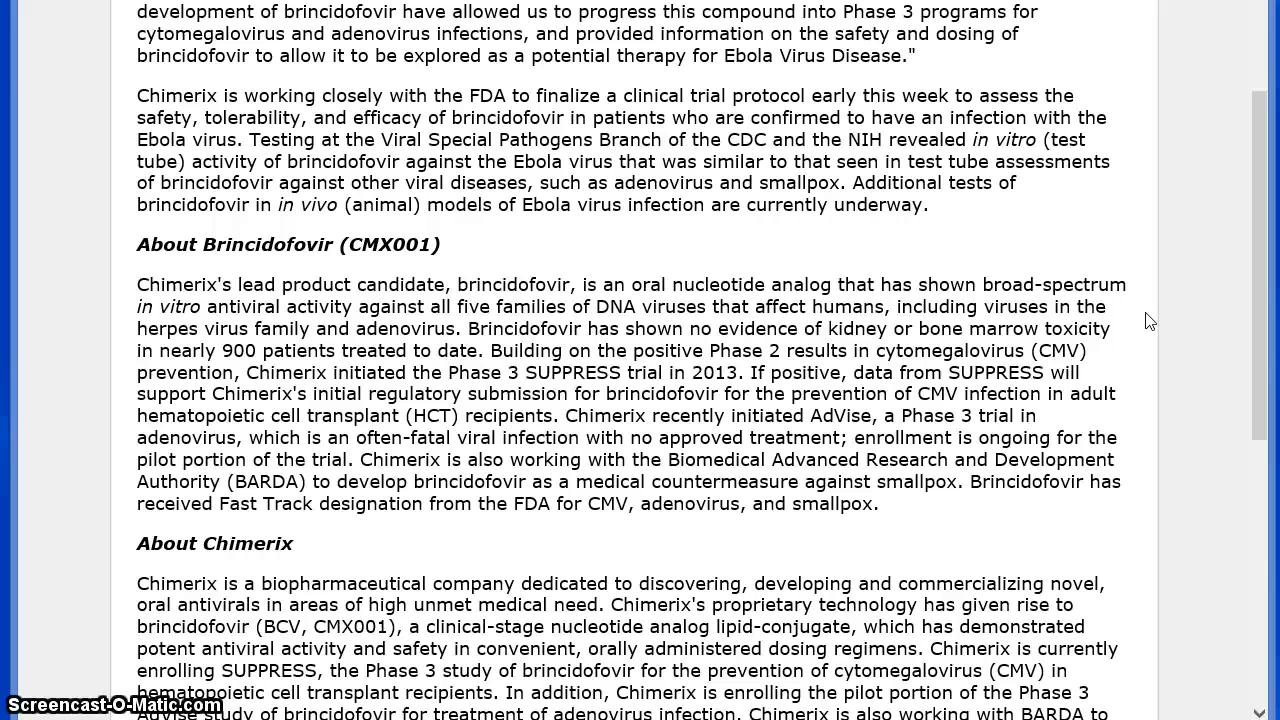 development of brincidofovir have allowed us to progress this compound into Phase 3 programs for
cytomegalovirus and adenovirus infections, and provided information on the safety and dosing of
brincidofovir to allow it to be explored as a potential therapy for Ebola Virus Disease."
Chimerix is working closely with the FDA to finalize a clinical trial protocol early this week to assess the
safety, tolerability, and efficacy of brincidofovir in patients who are confirmed to have an infection with the
Ebola virus. Testing at the Viral Special Pathogens Branch of the CDC and the NIH revealed in vitro (test
tube) activity of brincidofovir against the Ebola virus that was similar to that seen in test tube assessments
of brincidofovir against other viral diseases, such as adenovirus and smallpox. Additional tests of
brincidofovir in in vivo (animal) models of Ebola virus infection are currently underway.
About Brincidofovir (CMX001)
Chimerix's lead product candidate, brincidofovir, is an oral nucleotide analog that has shown broad-spectrum
in vitro antiviral activity against all five families of DNA viruses that affect humans, including viruses in the
herpes virus family and adenovirus. Brincidofovir has shown no evidence of kidney or bone marrow toxicity
in nearly 900 patients treated to date. Building on the positive Phase 2 results in cytomegalovirus (CMV)
prevention, Chimerix initiated the Phase 3 SUPPRESS trial in 2013. If positive, data from SUPPRESS will
support Chimerix's initial regulatory submission for brincidofovir for the prevention of CMV infection in adult
hematopoietic cell transplant (HCT) recipients. Chimerix recently initiated AdVise, a Phase 3 trial in
adenovirus, which is an often-fatal viral infection with no approved treatment; enrollment is ongoing for the
pilot portion of the trial. Chimerix is also working with the Biomedical Advanced Research and Development
Authority (BARDA) to develop brincidofovir as a medical countermeasure against smallpox. Brincidofovir has
received Fast Track designation from the FDA for CMV, adenovirus, and smallpox.
About Chimerix
Chimerix is a biopharmaceutical company dedicated to discovering, developing and commercializing novel,
oral antivirals in areas of high unmet medical need. Chimerix's proprietary technology has given rise to
brincidofovir (BCV, CMX001), a clinical-stage nucleotide analog lipid-conjugate, which has demonstrated
potent antiviral activity and safety in convenient, orally administered dosing regimens. Chimerix is currently
enrolling SUPPRESS, the Phase 3 study of brincidofovir for the prevention of cytomegalovirus (CMV) in
hematopoietic cell transplant recipients. In addition, Chimerix is enrolling the pilot portion of the Phase 3
AdVise study of brincidofovir for treatment of adenovirus infection. Chimerix is also working with BARDA to
Screencast-O-Matic.com